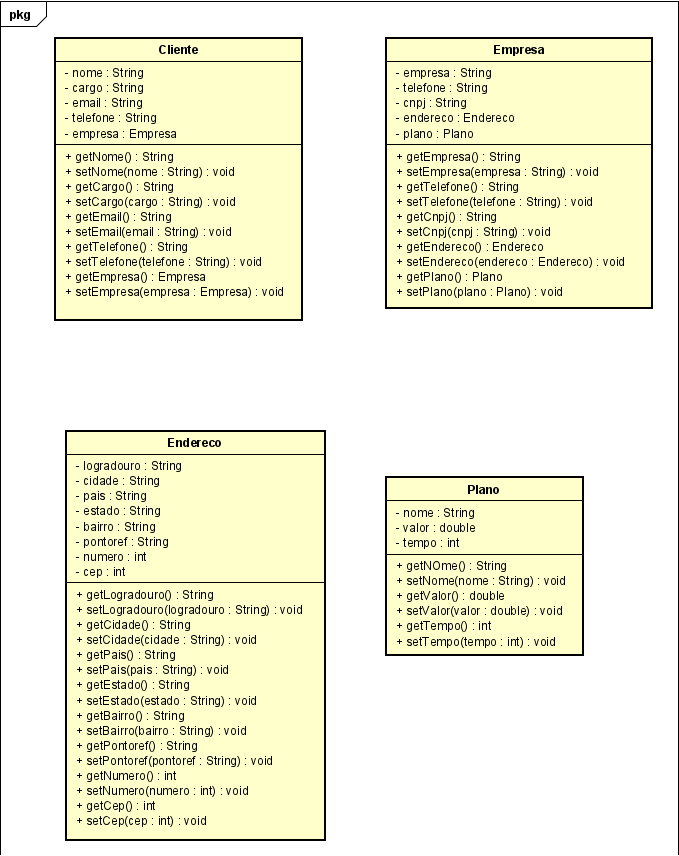 pkg
Cliente
- nome : String
- cargo : String
- email : String
- telefone : String
- empresa : Empresa
+ getNome() : String
+ setNome(nome : String) : void
+ getCargo() : String
+ setCargo(cargo : String) : void
+ getEmail() : String
+ setEmail(email : String) : void
+ getTelefone() : String
+ setTelefone(telefone : String) : void
+ getEmpresa() : Empresa
+ setEmpresa(empresa : Empresa) : void
Empresa
- empresa : String
- telefone : String
- cnpj : String
- endereco : Endereco
- plano : Plano
+ getEmpresa() : String
+ setEmpresa(empresa : String) : void
+ getTelefone() : String
+ setTelefone(telefone : String) : void
+ getCnpj() : String
+ setCnpj(cnpj : String) : void
+ getEndereco() : Endereco
+ setEndereco(endereco : Endereco) : void
+ getPlano() : Plano
+ setPlano(plano : Plano) : void
Endereco
- logradouro : String
- cidade : String
- pais : String
- estado : String
- bairro : String
- pontoref : String
- numero : int
- cep : int
+ getLogradouro() : String
+ setLogradouro(logradouro : String) : void
+ getCidade() : String
+ setCidade(cidade : String) : void
+ getPais() : String
+ setPais(pais : String) : void
+ getEstado() : String
+ setEstado(estado : String) : void
+ getBairro() : String
+ setBairro(bairro : String) : void
+ getPontoref() : String
+ setPontoref(pontoref : String) : void
+ getNumero() : int
+ setNumero(numero : int) : void
+ getCep() : int
+ setCep(cep : int) : void
Plano
- nome : String
- valor : double
- tempo : int
+ getNOme() : String
+ setNome(nome : String) : void
+ getValor() : double
+ setValor(valor : double) : void
+ getTempo() : int
+ setTempo(tempo : int) : void